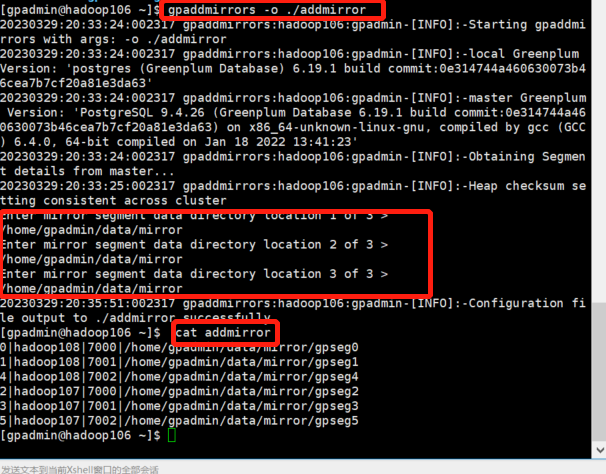 [gpadmin@hadoop106 ~]$ gpaddmirrors -o ./addmirror
20230329:20:33:24:002317 gpaddmirrors:hadoop106:gpadmin-[INFO]:-Starting gpaddmi
rrors with args: -o ./addmirror
20230329:20:33:24:002317 gpaddmirrors:hadoop106:gpadmin-[INFO]:-local Greenplum
Version: 'postgres (Greenplum Database) 6.19.1 build commit:0e314744a460630073b4
6cea7b7cf20a81e3da63'
20230329:20:33:24:002317 gpaddmirrors:hadoop106:gpadmin-[INFO]:-master Greenplum
Version: 'PostgreSQL 9.4.26 (Greenplum Database 6.19.1 build commit:0e314744a46
0630073b46cea7b7cf20a81e3da63) on x86_64-unknown-linux-gnu, compiled by gcc (GCC
) 6.4.0, 64-bit compiled on Jan 18 2022 13:41:23'
20230329:20:33:24:002317 gpaddmirrors:hadoop106:gpadmin-[INFO]:-Obtaining Segmen
t details from master...
20230329:20:33:25:002317 gpaddmirrors:hadoop106:gpadmin-[INFO]:-Heap checksum se
tting consistent across cluster
Enter mirror segment data directory location 1 of 3 >
/home/gpadmin/data/mirror
Enter mirror segment data directory location 2 of 3 >
/home/gpadmin/data/mirror
Enter mirror segment data directory location 3 of 3 >
/home/gpadmin/data/mirror
20230329:20:35:51:002317 gpaddmirrors:hadoop106:gpadmin-[INFO]:-Configuration fi
le output to ./addmirror successfully.
[gpadmin@hadoop106 ~]$ cat addmirror
0|hadoop108|7000|/home/gpadmin/data/mirror/gpseg0
1|hadoop108|7001|/home/gpadmin/data/mirror/gpseg1
4|hadoop108|7002|/home/gpadmin/data/mirror/gpseg4
2|hadoop107|7000|/home/gpadmin/data/mirror/gpseg2
3|hadoop107|7001|/home/gpadmin/data/mirror/gpseg3
5|hadoop107|7002|/home/gpadmin/data/mirror/gpseg5
[gpadmin@hadoop106 ~]$
发送文本到当前Xshell窗口的全部会话